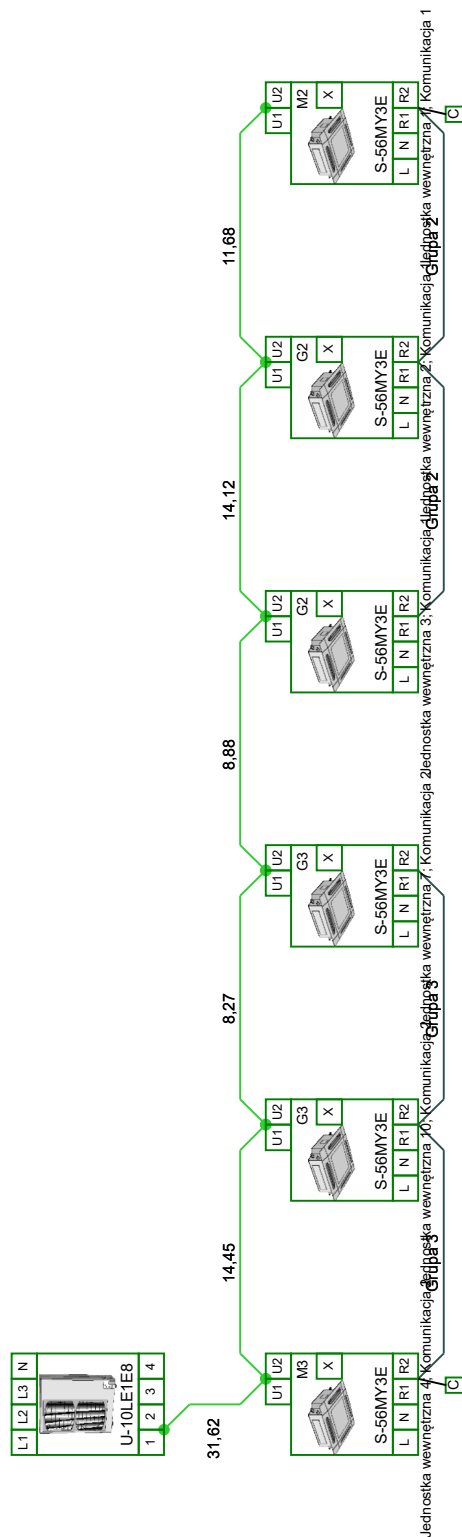 L1 L2 L3 N
U-10LE1E8
1 2 3 4
31,62
14,45
8,27
8,88
14,12
11,68
U1 U2
M3
X
S-56MY3E
L N R1 R2
C
U1 U2
G3
X
S-56MY3E
L N R1 R2
U1 U2
G3
X
S-56MY3E
L N R1 R2
U1 U2
G2
X
S-56MY3E
L N R1 R2
U1 U2
G2
X
S-56MY3E
L N R1 R2
U1 U2
M2
X
S-56MY3E
L N R1 R2
C
Jednostka wewnętrzna 4; Komunikacja
Jednostka wewnętrzna 10; Komunikacja
Jednostka wewnętrzna 7; Komunikacja 2
Jednostka wewnętrzna 3; Komunikacja
Jednostka wewnętrzna 2; Komunikacja
Jednostka wewnętrzna 1; Komunikacja 1
Grupa 3
Grupa 3
Grupa 2
Grupa 2